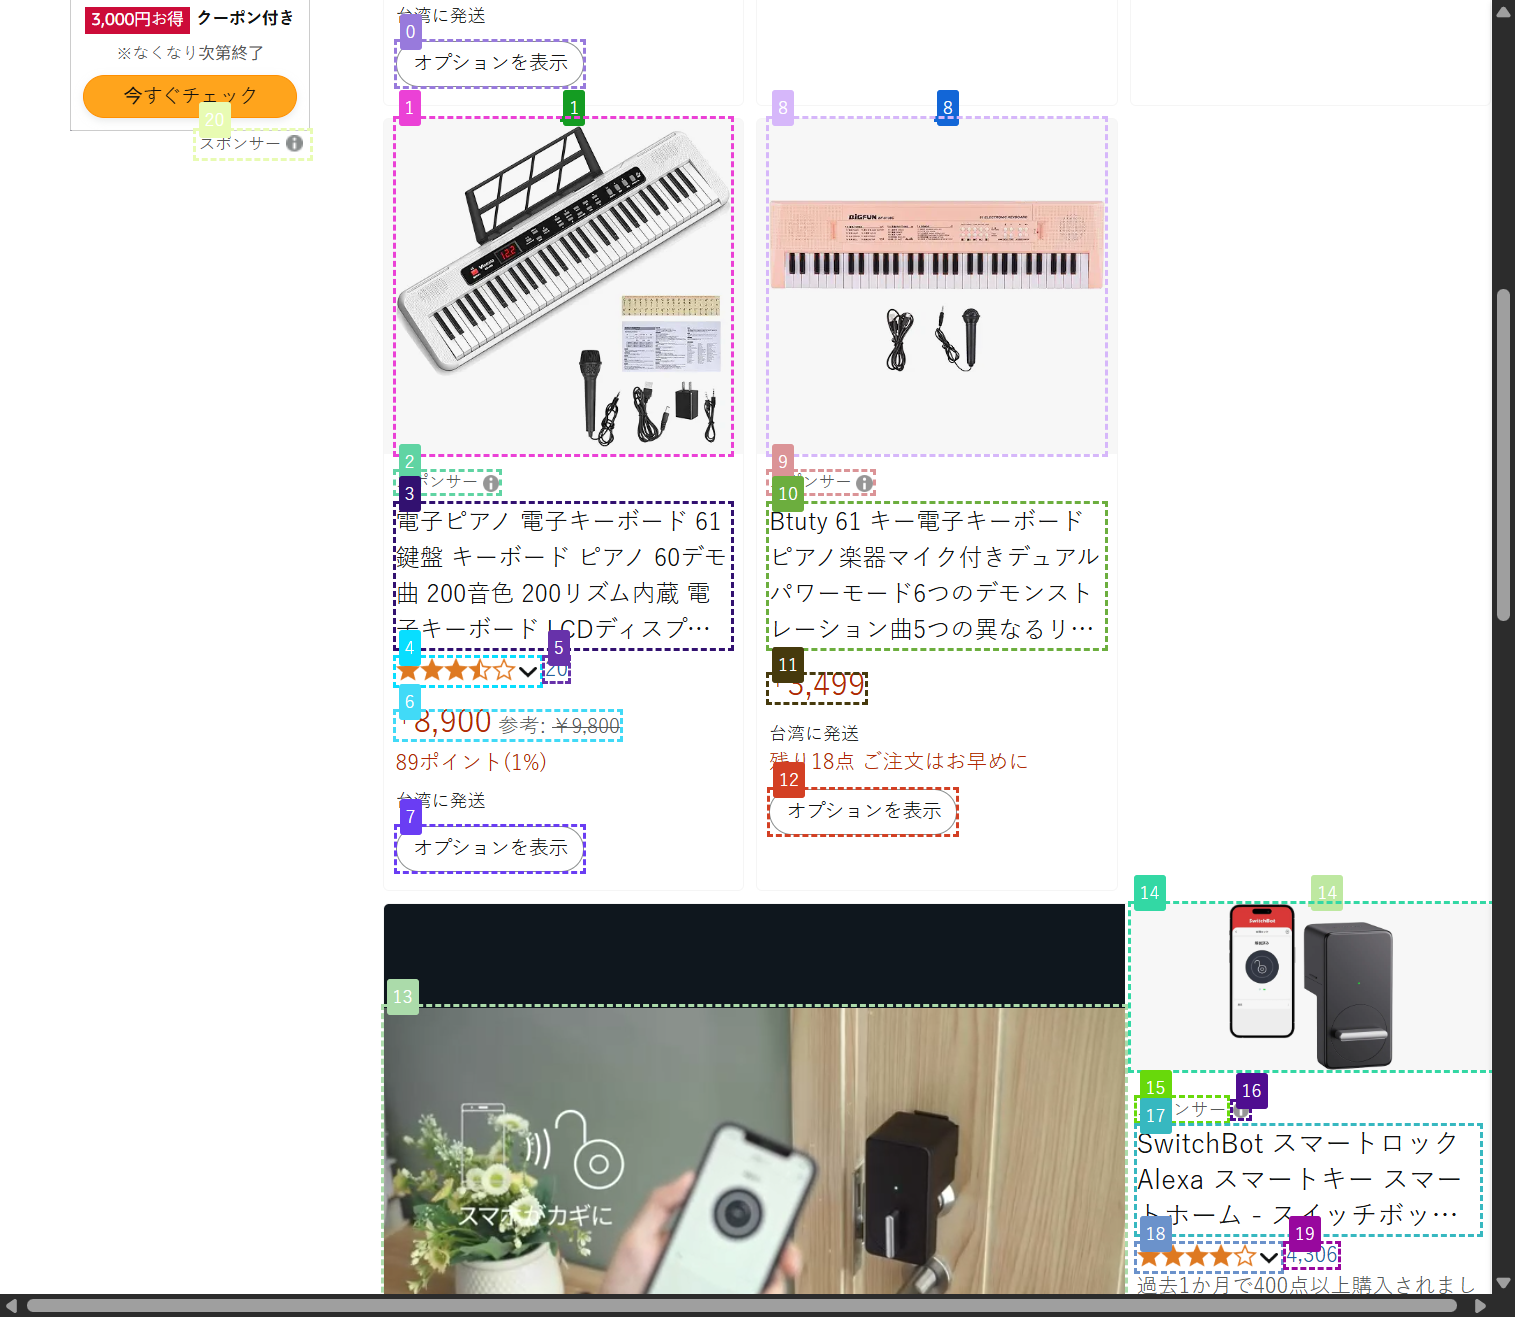 3,000円お得 クーポン付き
※なくなり次第終了
今すぐチェック
20
スポンサー
台湾に発送
0
オプションを表示
1
1
8
8
BIGFUN
61 ELECTRONIC KEYBOARD
2
ポンサー
3
電子ピアノ 電子キーボード 61
鍵盤 キーボード ピアノ 60デモ
曲 200音色 200リズム内蔵 電
子キーボード LCDディスプ…
4
5
20
6
8,900 参考: ￥9,800
89ポイント(1%)
台湾に発送
7
オプションを表示
9
ンサー
10
Btuty 61 キー電子キーボード
ピアノ楽器マイク付きデュアル
パワーモード6つのデモンスト
レーション曲5つの異なるリ…
11
3,499
台湾に発送
残り18点 ご注文はお早めに
12
オプションを表示
13
スマホがカギに
14
14
SwitchBot
15
16
17
ンサー
SwitchBot スマートロック
Alexa スマートキー スマー
トホーム - スイッチボッ…
18
19
4,306
過去1か月で400点以上購入されまし